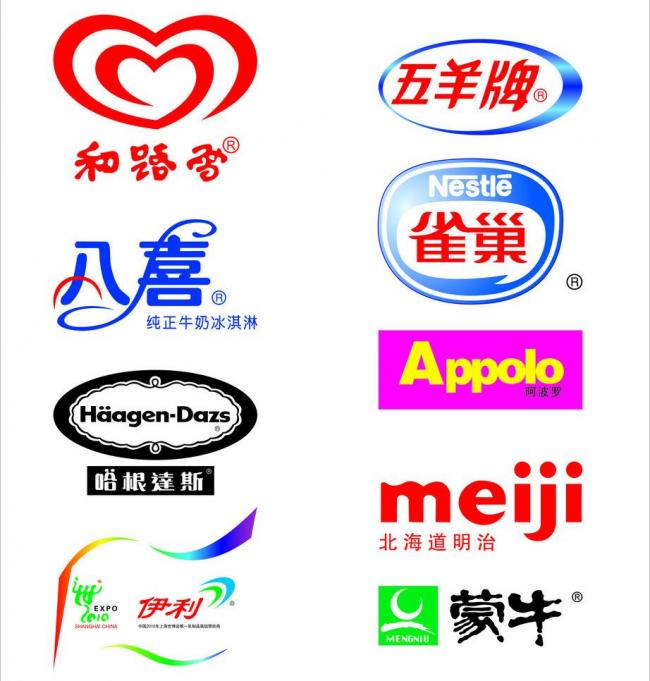 和路雪®
八喜®
纯正牛奶冰淇淋
Häagen-Dazs®
哈根達斯®
EXPO
2010
SHANGHAI CHINA
伊利®
五羊牌®
Nestlé
雀巢®
Appolo
阿波罗
meiji
北海道明治
MENGNIU
蒙牛®